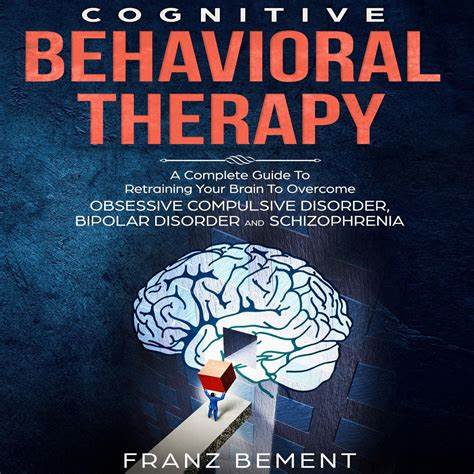 COGNITIVE
BEHAVIORAL
THERAPY
A Complete Guide To
Retraining Your Brain To Overcome
OBSESSIVE COMPULSIVE DISORDER,
BIPOLAR DISORDER AND SCHIZOPHRENIA
FRANZ BEMENT